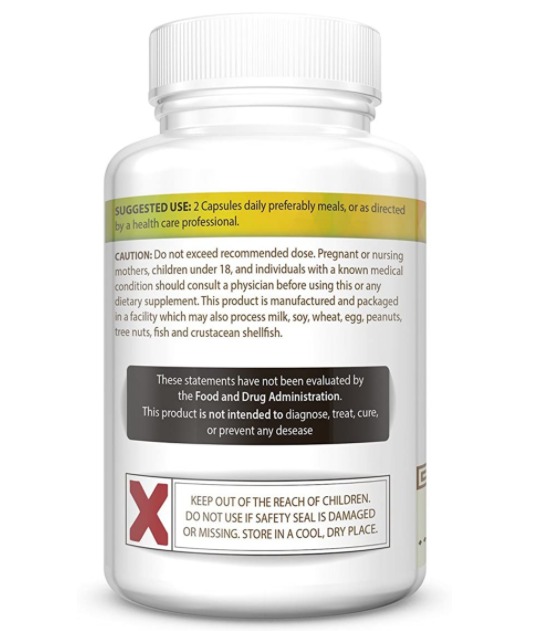 SUGGESTED USE: 2 Capsules daily preferably meals, or as directed
by a health care professional.
CAUTION: Do not exceed recommended dose. Pregnant or nursing
mothers, children under 18, and individuals with a known medical
condition should consult a physician before using this or any
dietary supplement. This product is manufactured and packaged
in a facility which may also process milk, soy, wheat, egg, peanuts,
tree nuts, fish and crustacean shellfish.
These statements have not been evaluated by
the Food and Drug Administration.
This product is not intended to diagnose, treat, cure,
or prevent any desease
X
KEEP OUT OF THE REACH OF CHILDREN.
DO NOT USE IF SAFETY SEAL IS DAMAGED
OR MISSING. STORE IN A COOL, DRY PLACE.